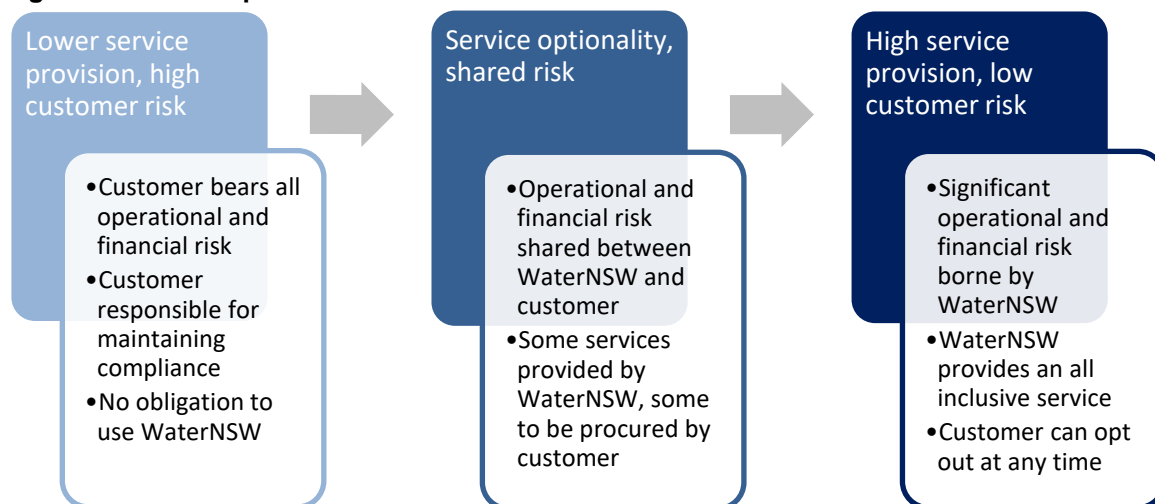 Lower service
provision, high
customer risk
•Customer bears all
operational and
financial risk
•Customer
responsible for
maintaining
compliance
•No obligation to
use WaterNSW
Service optionality,
shared risk
•Operational and
financial risk
shared between
WaterNSW and
customer
•Some services
provided by
WaterNSW, some
to be procured by
customer
High service
provision, low
customer risk
•Significant
operational and
financial risk
borne by
WaterNSW
•WaterNSW
provides an all
inclusive service
•Customer can opt
out at any time